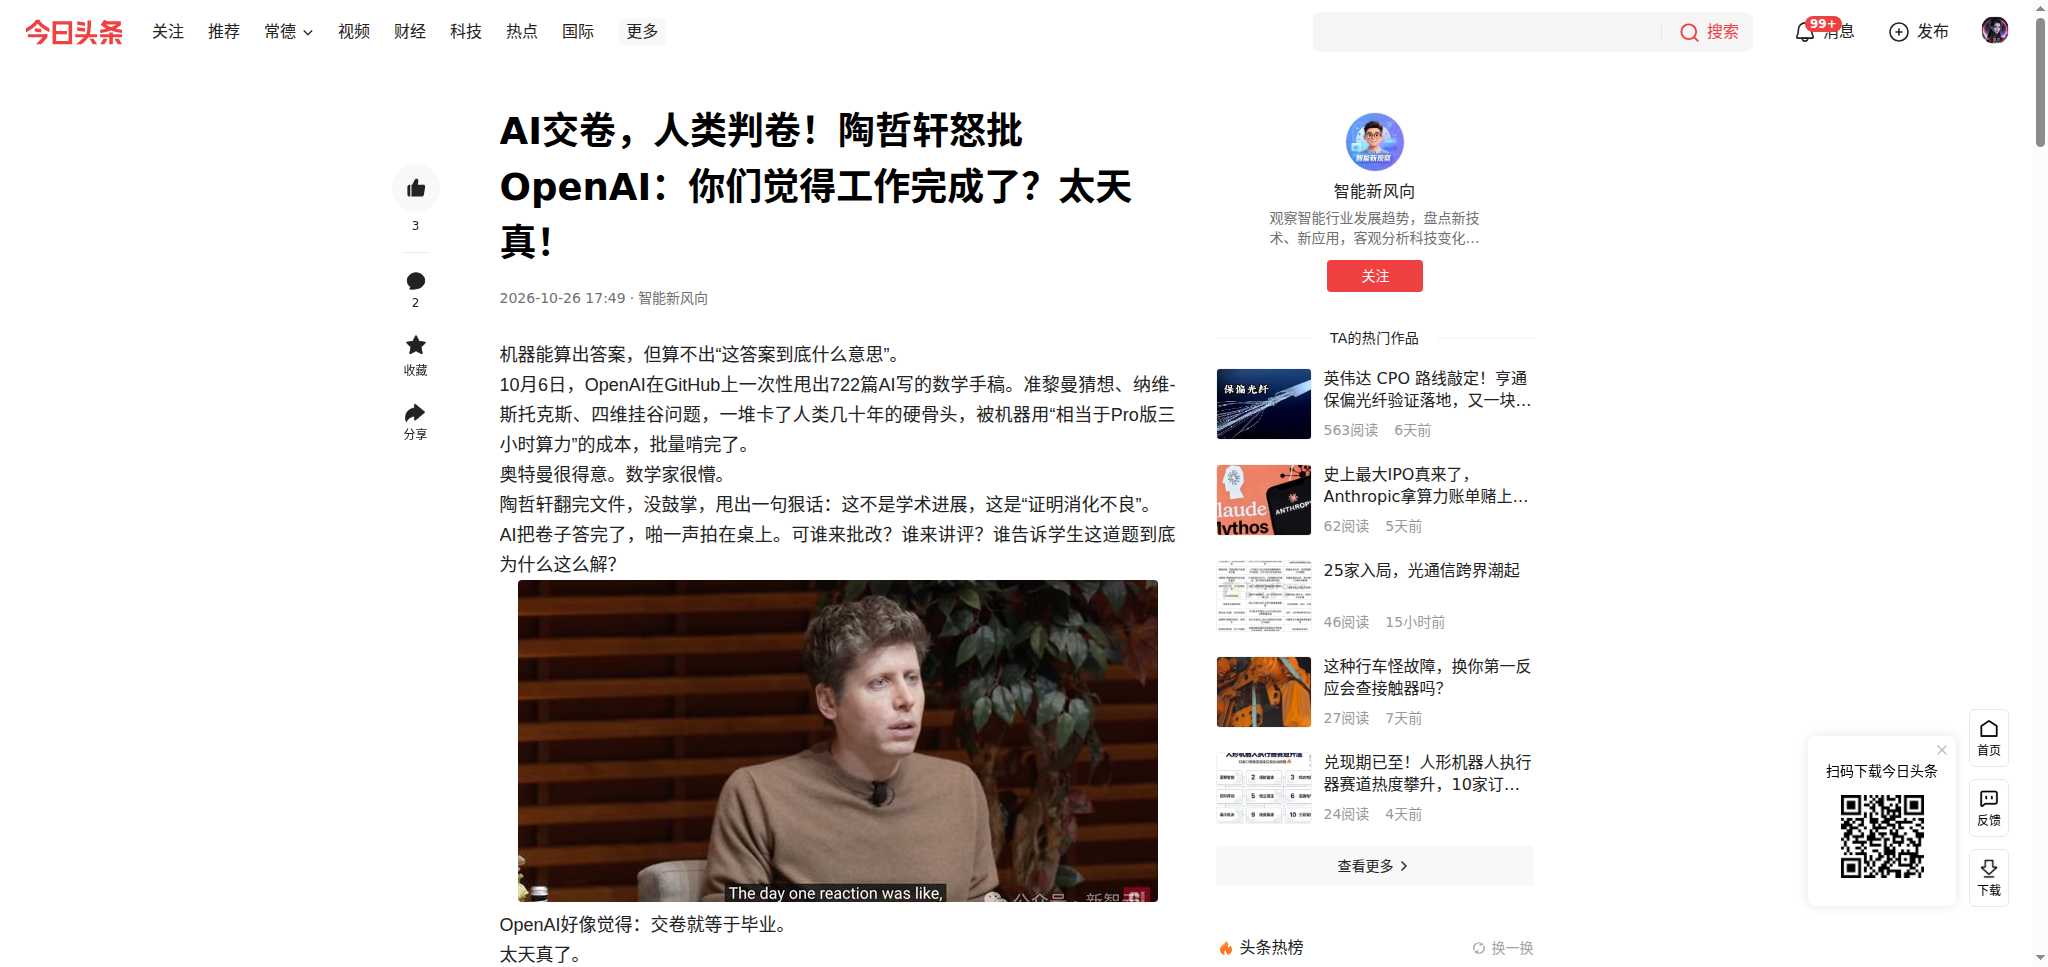 今日头条
关注 推荐 常德 视频 财经 科技 热点 国际 更多
搜索
99+
消息
发布
AI交卷，人类判卷！陶哲轩怒批
OpenAI：你们觉得工作完成了？太天
真！
2026-10-26 17:49 · 智能新风向
3
2
收藏
分享
机器能算出答案，但算不出“这答案到底什么意思”。
10月6日，OpenAI在GitHub上一次性甩出722篇AI写的数学手稿。准黎曼猜想、纳维-
斯托克斯、四维挂谷问题，一堆卡了人类几十年的硬骨头，被机器用“相当于Pro版三
小时算力”的成本，批量啃完了。
奥特曼很得意。数学家很懵。
陶哲轩翻完文件，没鼓掌，甩出一句狠话：这不是学术进展，这是“证明消化不良”。
AI把卷子答完了，啪一声拍在桌上。可谁来批改？谁来讲评？谁告诉学生这道题到底
为什么这么解？
The day one reaction was like,
公众号 · 新智元
OpenAI好像觉得：交卷就等于毕业。
太天真了。
智能新风向
观察智能行业发展趋势，盘点新技
术、新应用，客观分析科技变化...
关注
TA的热门作品
保偏光纤
英伟达 CPO 路线敲定！亨通
保偏光纤验证落地，又一块...
563阅读 6天前
史上最大IPO真来了，
Anthropic拿算力账单赌上...
62阅读 5天前
25家入局，光通信跨界潮起
46阅读 15小时前
这种行车怪故障，换你第一反
应会查接触器吗？
27阅读 7天前
兑现期已至！人形机器人执行
器赛道热度攀升，10家订...
24阅读 4天前
查看更多
头条热榜
换一换
扫码下载今日头条
首页
反馈
下载